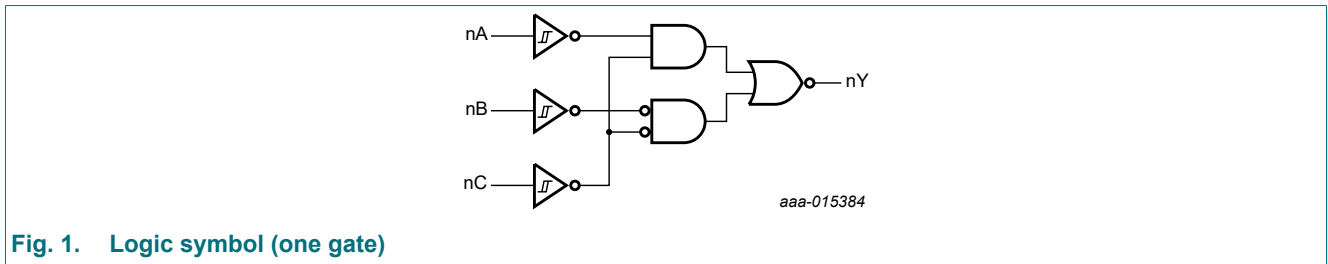 nA
nY
nB
nC
aaa-015384
Fig. 1. Logic symbol (one gate)